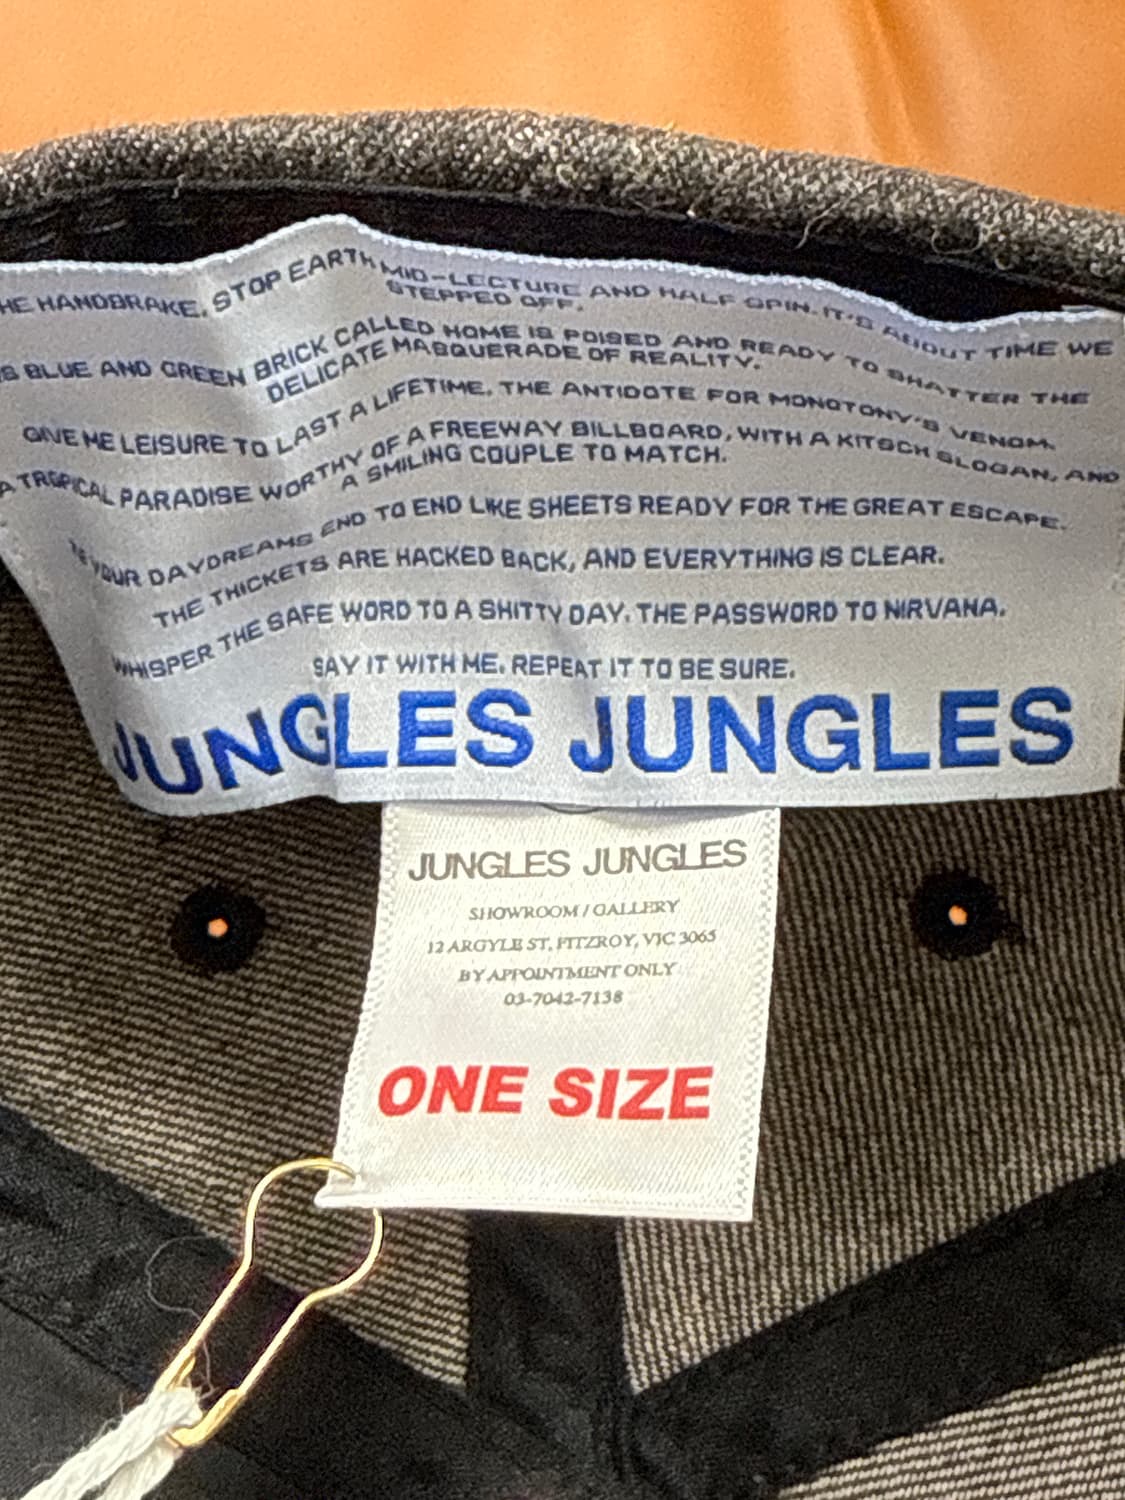 HE HANDBRAKE. STOP EARTH MID-LECTURE AND HALF SPIN. IT'S ABOUT TIME WE
STEPPED OFF.
S BLUE AND GREEN BRICK CALLED HOME IS POISED AND READY TO SHATTER THE
DELICATE MASQUERADE OF REALITY.
GIVE ME LEISURE TO LAST A LIFETIME. THE ANTIDOTE FOR MONOTONY'S VENOM.
A TROPICAL PARADISE WORTHY OF A FREEWAY BILLBOARD, WITH A KITSCH SLOGAN, AND
A SMILING COUPLE TO MATCH.
YOUR DAYDREAMS END TO END LIKE SHEETS READY FOR THE GREAT ESCAPE.
THE THICKETS ARE HACKED BACK, AND EVERYTHING IS CLEAR.
WHISPER THE SAFE WORD TO A SHITTY DAY. THE PASSWORD TO NIRVANA.
SAY IT WITH ME. REPEAT IT TO BE SURE.
JUNGLES JUNGLES
JUNGLES JUNGLES
SHOWROOM / GALLERY
12 ARGYLE ST, FITZROY, VIC 3065
BY APPOINTMENT ONLY
03-7042-7138
ONE SIZE